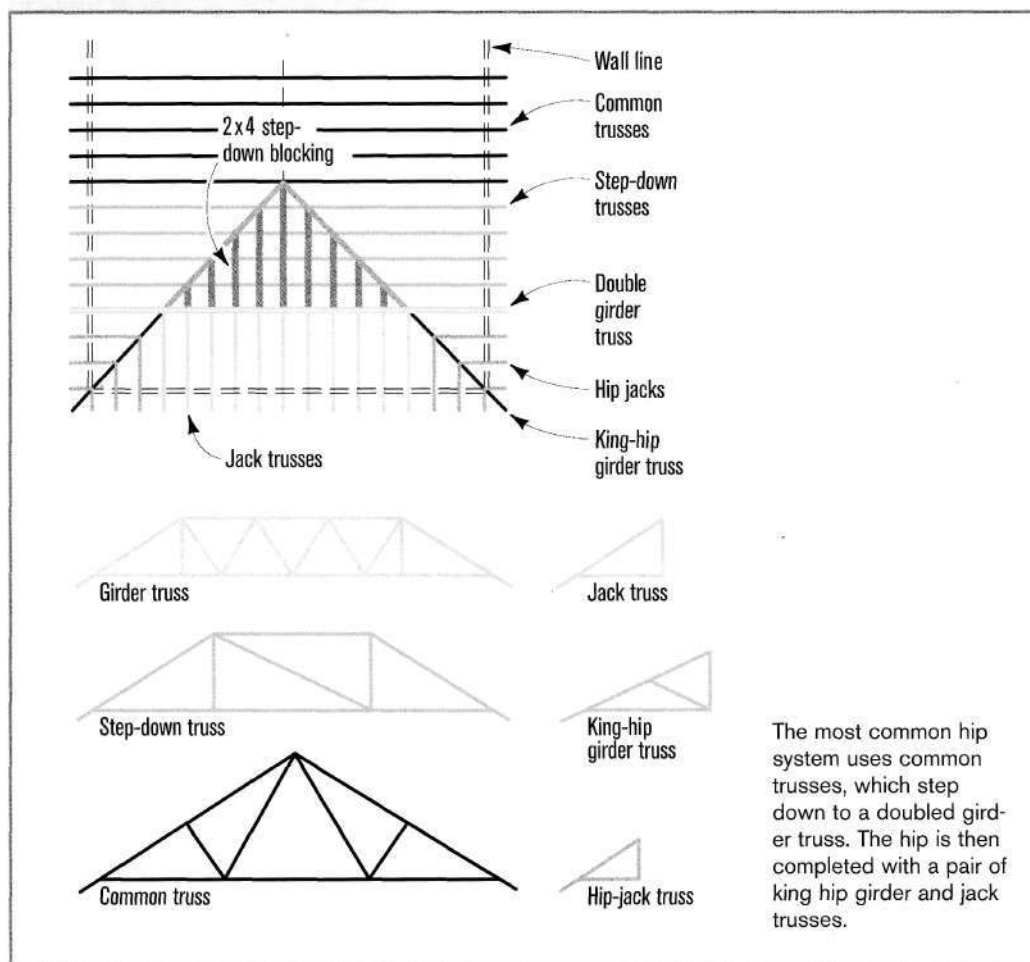 Wall line
Common
trusses
2x4 step-
down blocking
Step-down
trusses
Double
girder
truss
Hip jacks
King-hip
girder truss
Jack trusses
Girder truss
Jack truss
Step-down truss
King-hip
girder truss
Common truss
Hip-jack truss
The most common hip
system uses common
trusses, which step
down to a doubled gird-
er truss. The hip is then
completed with a pair of
king hip girder and jack
trusses.